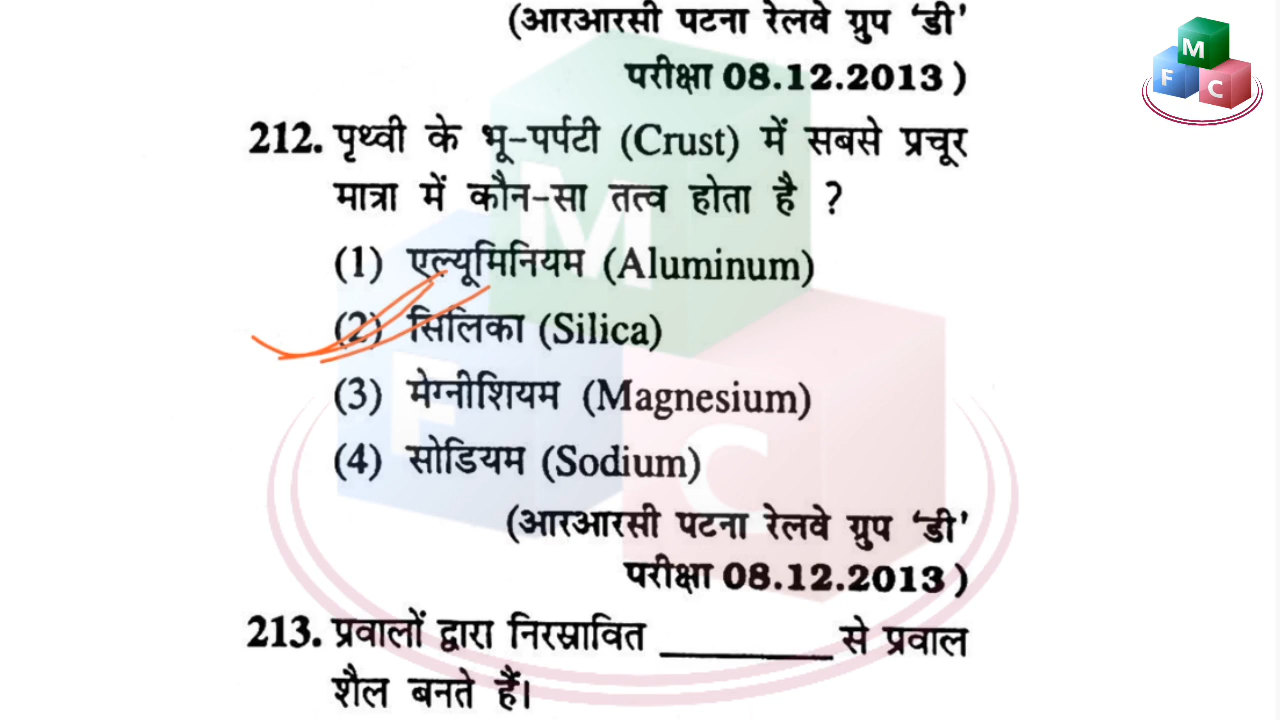 (आरआरसी पटना रेलवे ग्रुप ‘डी’
परीक्षा 08.12.2013)
212. पृथ्वी के भू-पर्पटी (Crust) में सबसे प्रचूर
मात्रा में कौन-सा तत्व होता है ?
(1) एल्यूमिनियम (Aluminum)
(2) सिलिका (Silica)
(3) मेग्नीशियम (Magnesium)
(4) सोडियम (Sodium)
(आरआरसी पटना रेलवे ग्रुप ‘डी’
परीक्षा 08.12.2013)
213. प्रवालों द्वारा निरस्रावित ________ से प्रवाल
शैल बनते हैं।
M
F
C
M
F
C